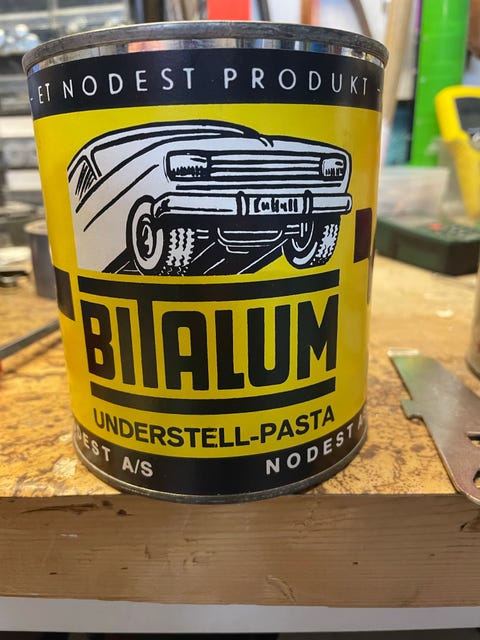 - ET NODEST PRODUKT -
BITALUM
UNDERSTELL-PASTA
DEST A/S NODEST A